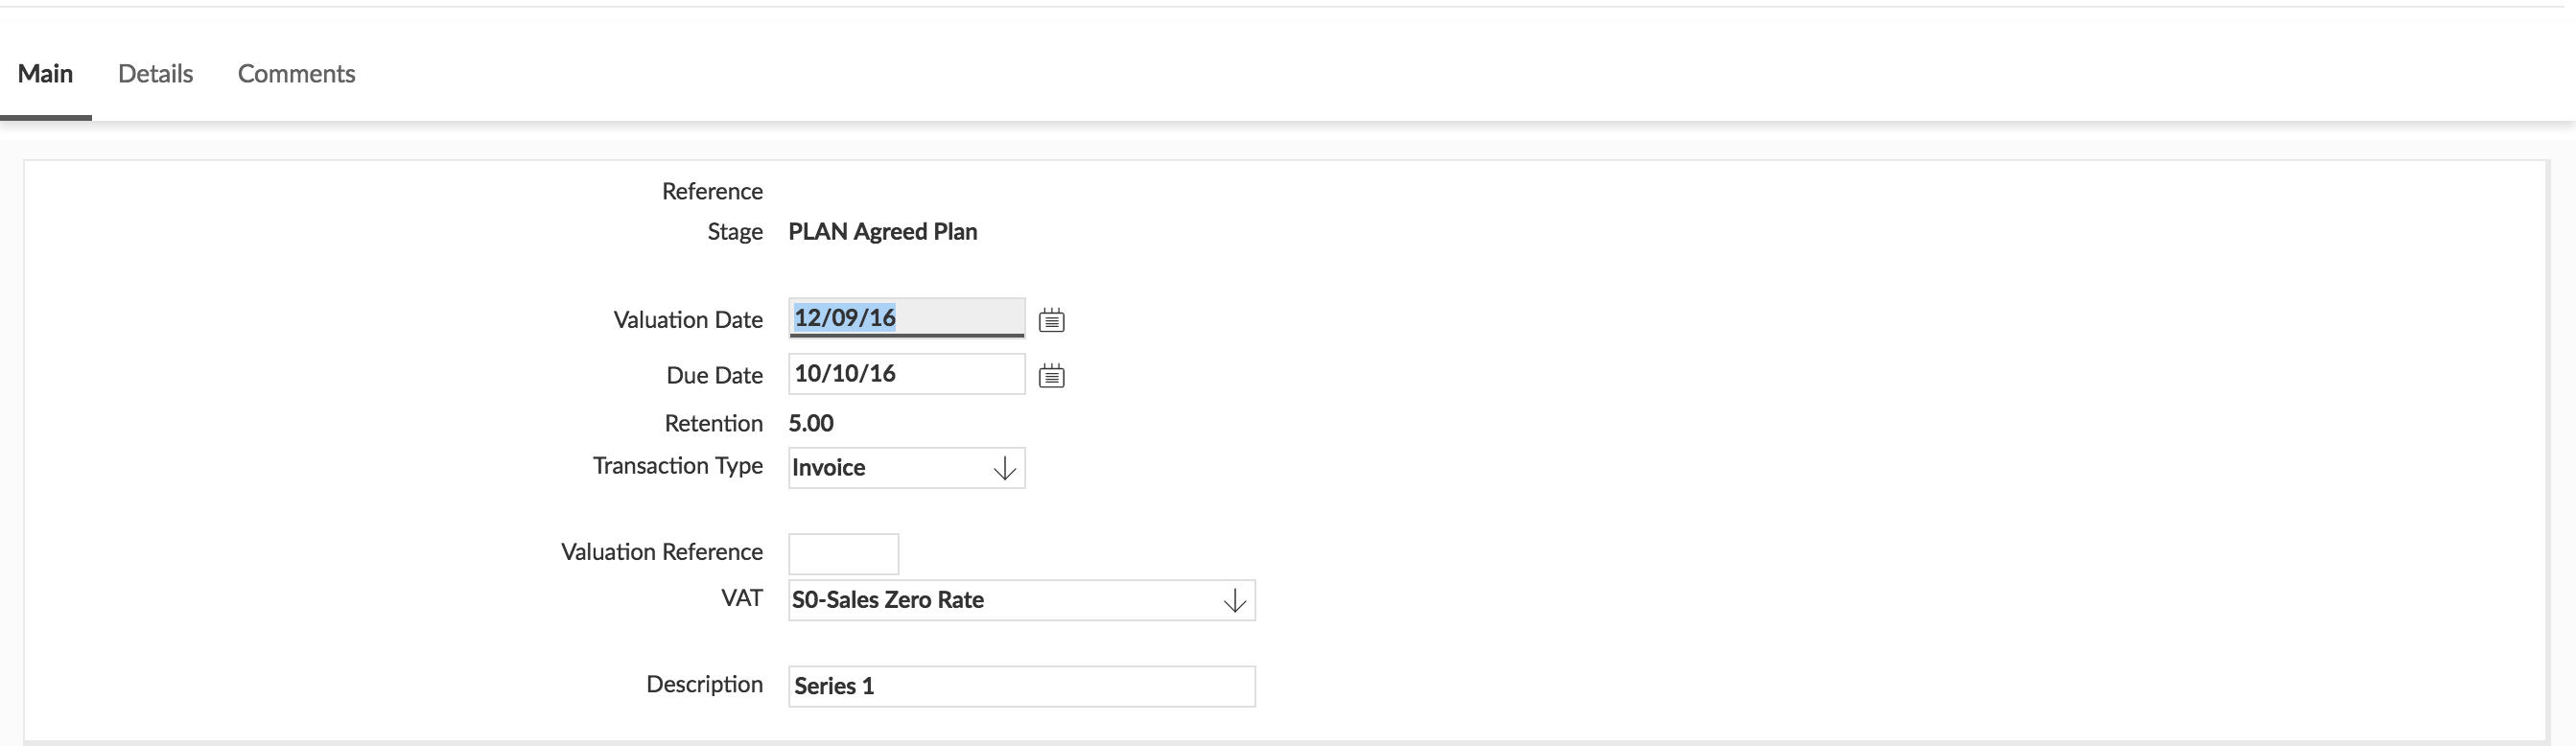 Main Details Comments
Reference
Stage PLAN Agreed Plan
Valuation Date 12/09/16
Due Date 10/10/16
Retention 5.00
Transaction Type Invoice
Valuation Reference
VAT S0-Sales Zero Rate
Description Series 1